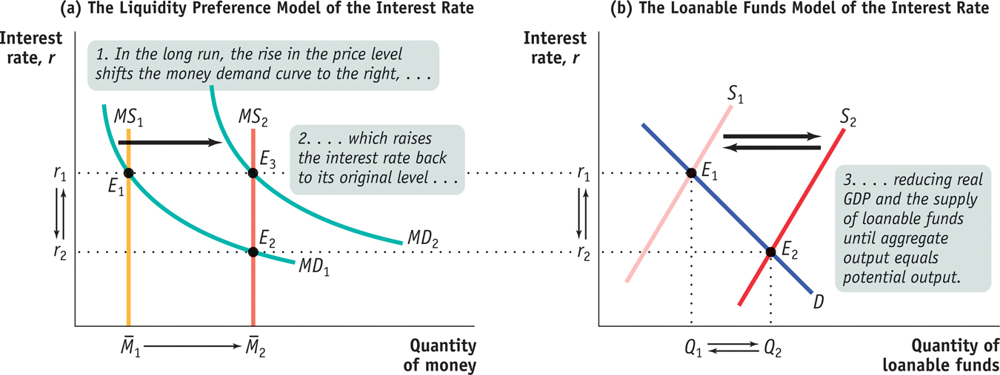 (a) The Liquidity Preference Model of the Interest Rate
Interest
rate, r
1. In the long run, the rise in the price level
shifts the money demand curve to the right, . . .
MS1
MS2
2. . . . which raises
the interest rate back
to its original level . . .
E3
r1
E1
E2
r2
MD2
MD1
M̅1
M̅2
Quantity
of money
(b) The Loanable Funds Model of the Interest Rate
Interest
rate, r
S1
S2
r1
E1
3. . . . reducing real
GDP and the supply
of loanable funds
until aggregate
output equals
potential output.
r2
E2
D
Q1
Q2
Quantity of
loanable funds